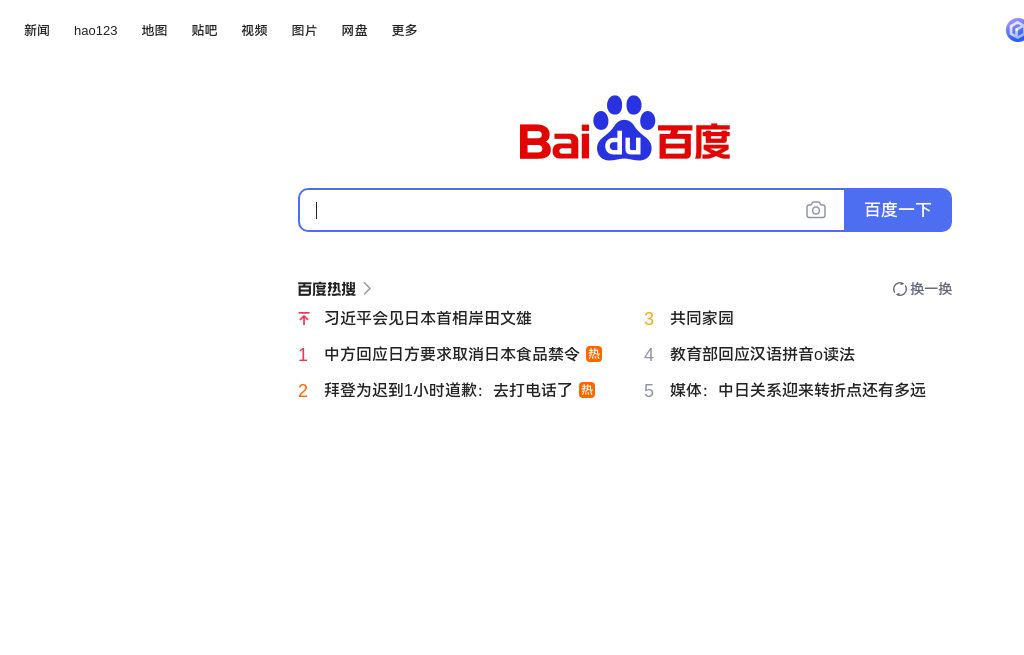 新闻 hao123 地图 贴吧 视频 图片 网盘 更多
Bai du 百度
百度一下
百度热搜 换一换
习近平会见日本首相岸田文雄
1 中方回应日方要求取消日本食品禁令 热
2 拜登为迟到1小时道歉：去打电话了 热
3 共同家园
4 教育部回应汉语拼音o读法
5 媒体：中日关系迎来转折点还有多远